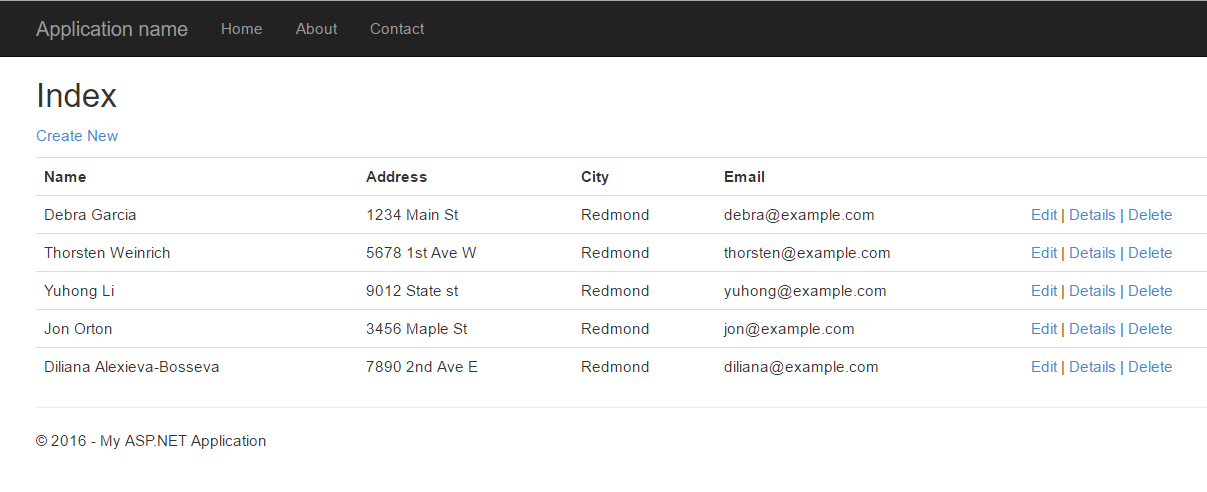 Application name Home About Contact
Index
Create New
Name Address City Email
Debra Garcia 1234 Main St Redmond debra@example.com Edit | Details | Delete
Thorsten Weinrich 5678 1st Ave W Redmond thorsten@example.com Edit | Details | Delete
Yuhong Li 9012 State st Redmond yuhong@example.com Edit | Details | Delete
Jon Orton 3456 Maple St Redmond jon@example.com Edit | Details | Delete
Diliana Alexieva-Bosseva 7890 2nd Ave E Redmond diliana@example.com Edit | Details | Delete
© 2016 - My ASP.NET Application